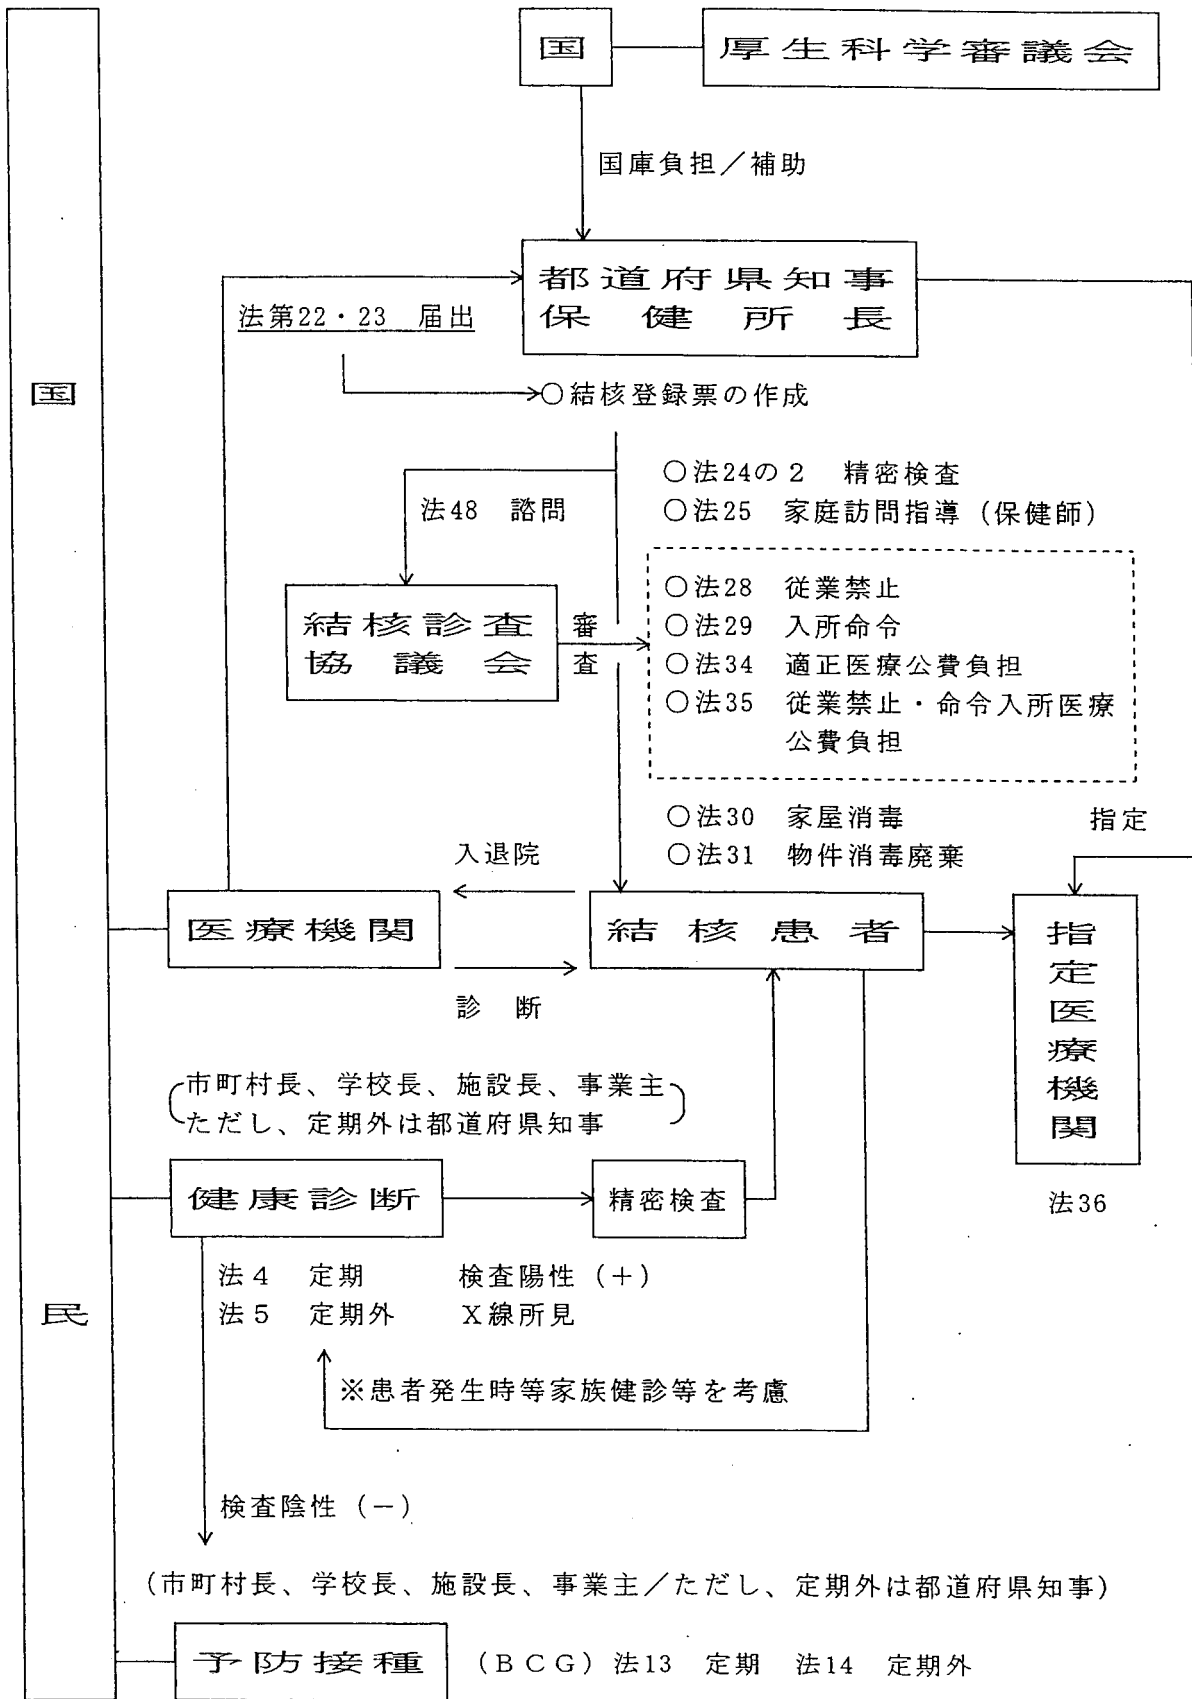 国 厚生科学審議会
国庫負担／補助
都道府県知事
保健所長
法第22・23 届出
○結核登録票の作成
法48 諮問
○法24の２ 精密検査
○法25 家庭訪問指導（保健師）
結核診査
協議会
審
査
○法28 従業禁止
○法29 入所命令
○法34 適正医療公費負担
○法35 従業禁止・命令入所医療
公費負担
○法30 家屋消毒
○法31 物件消毒廃棄
指定
入退院
医療機関
結核患者
診断
指定医療機関
法36
市町村長、学校長、施設長、事業主
ただし、定期外は都道府県知事
健康診断
精密検査
法４ 定期 検査陽性（＋）
法５ 定期外 Ｘ線所見
※患者発生時等家族健診等を考慮
検査陰性（－）
（市町村長、学校長、施設長、事業主／ただし、定期外は都道府県知事）
予防接種 （ＢＣＧ）法13 定期 法14 定期外
国民